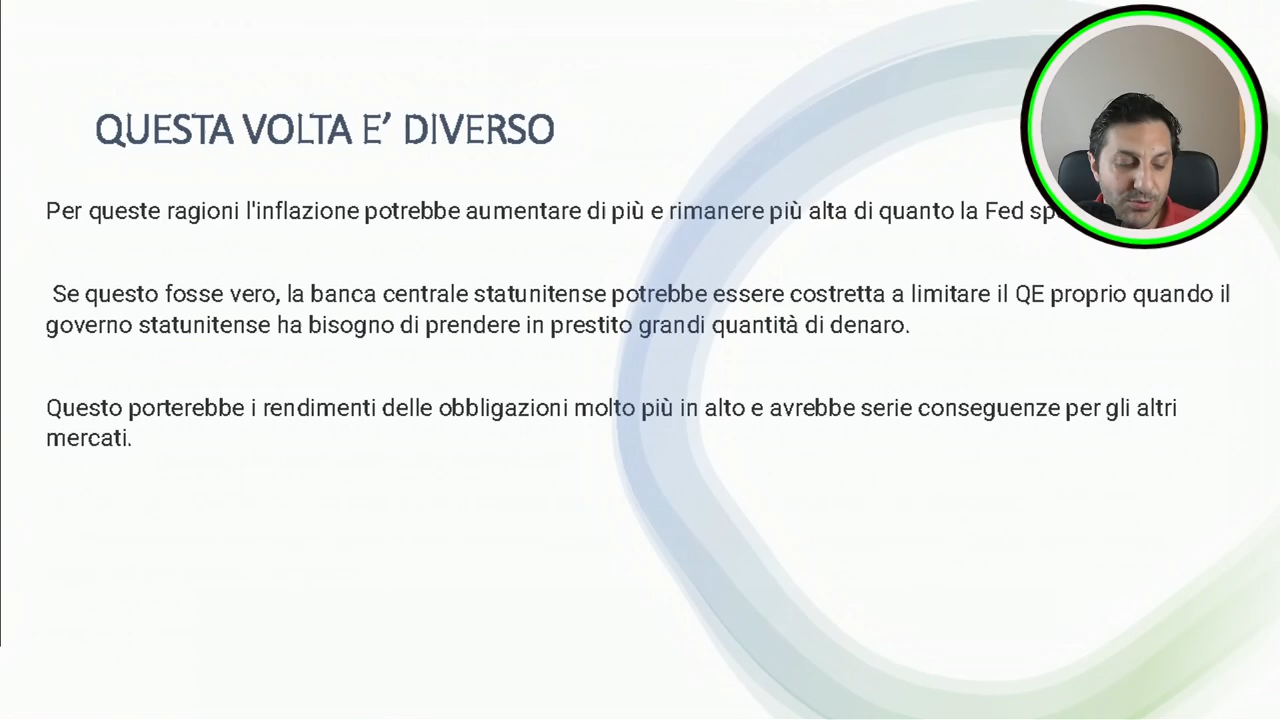 QUESTA VOLTA E’ DIVERSO
Per queste ragioni l'inflazione potrebbe aumentare di più e rimanere più alta di quanto la Fed
Se questo fosse vero, la banca centrale statunitense potrebbe essere costretta a limitare il QE proprio quando il
governo statunitense ha bisogno di prendere in prestito grandi quantità di denaro.
Questo porterebbe i rendimenti delle obbligazioni molto più in alto e avrebbe serie conseguenze per gli altri
mercati.